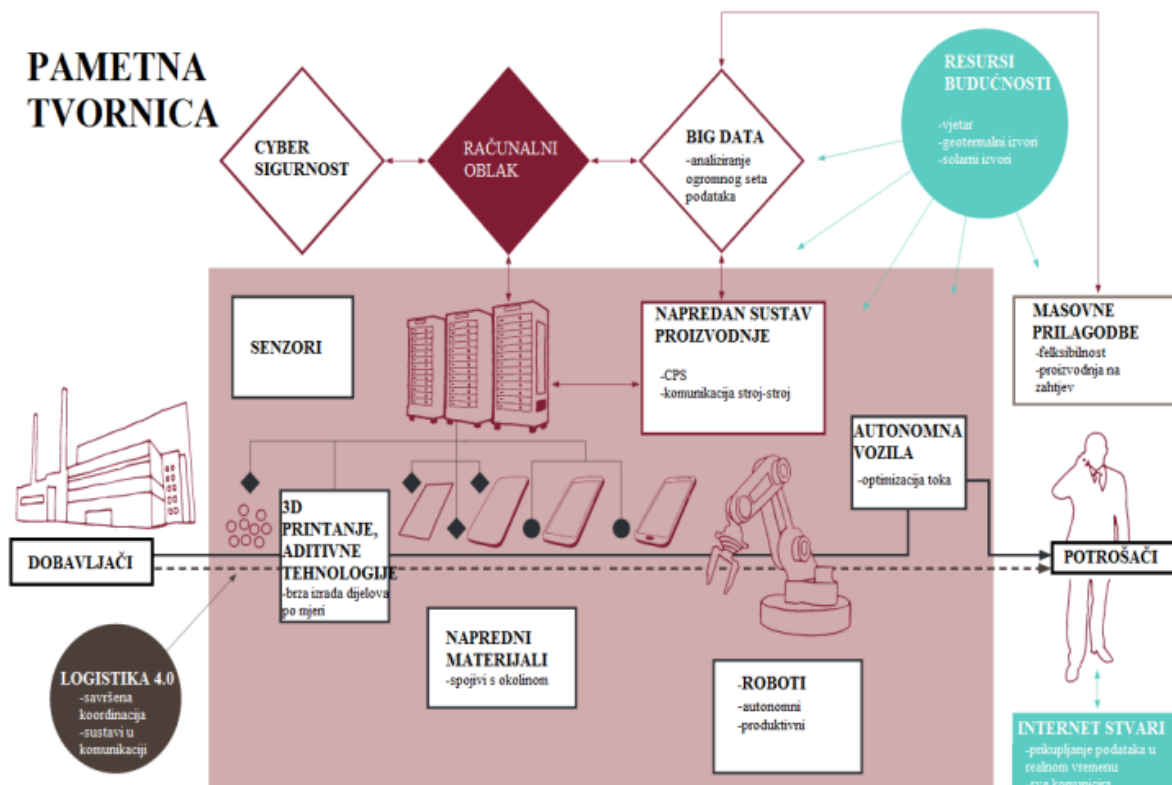 PAMETNA
TVORNICA
CYBER
SIGURNOST
RAČUNALNI
OBLAK
BIG DATA
-analiziranje
ogromnog seta
podataka
RESURSI
BUDUĆNOSTI
-vjetar
-geotermalni izvori
-solarni izvori
SENZORI
NAPREDAN SUSTAV
PROIZVODNJE
-CPS
-komunikacija stroj-stroj
MASOVNE
PRILAGODBE
-felksibilnost
-proizvodnja na
zahtjev
AUTONOMNA
VOZILA
-optimizacija toka
DOBAVLJAČI
3D
PRINTANJE,
ADITIVNE
TEHNOLOGIJE
-brza izrada dijelova
po mjeri
POTROŠAČI
LOGISTIKA 4.0
-savršena
koordinacija
-sustavi u
komunikaciji
NAPREDNI
MATERIJALI
-spojivi s okolinom
-ROBOTI
-autonomni
-produktivni
INTERNET STVARI
-prikupljanje podataka u
realnom vremenu
-sve komunicira